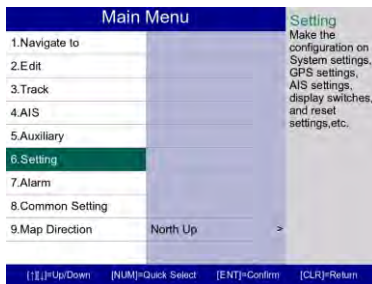 Main Menu
1.Navigate to
2.Edit
3.Track
4.AIS
5.Auxiliary
6.Setting
7.Alarm
8.Common Setting
9.Map Direction North Up >
[↑][↓]=Up/Down [NUM]=Quick Select [ENT]=Confirm [CLR]=Return
Setting
Make the
configuration on
System settings,
GPS settings,
AIS settings,
display switches,
and reset
settings,etc.